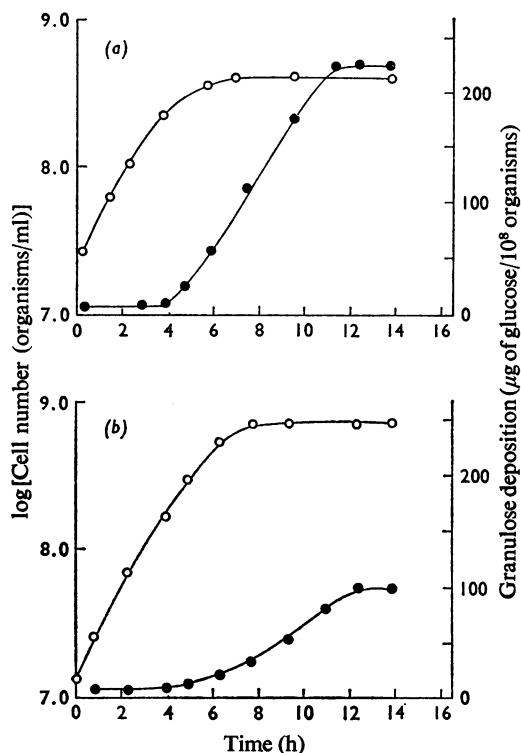 (a)
9.0
8.0
7.0
200
100
0
0 2 4 6 8 10 12 14 16
(b)
9.0
8.0
7.0
200
100
0
0 2 4 6 8 10 12 14 16
Time (h)
log[Cell number (organisms/ml)]
Granulose deposition (μg of glucose/10⁸ organisms)